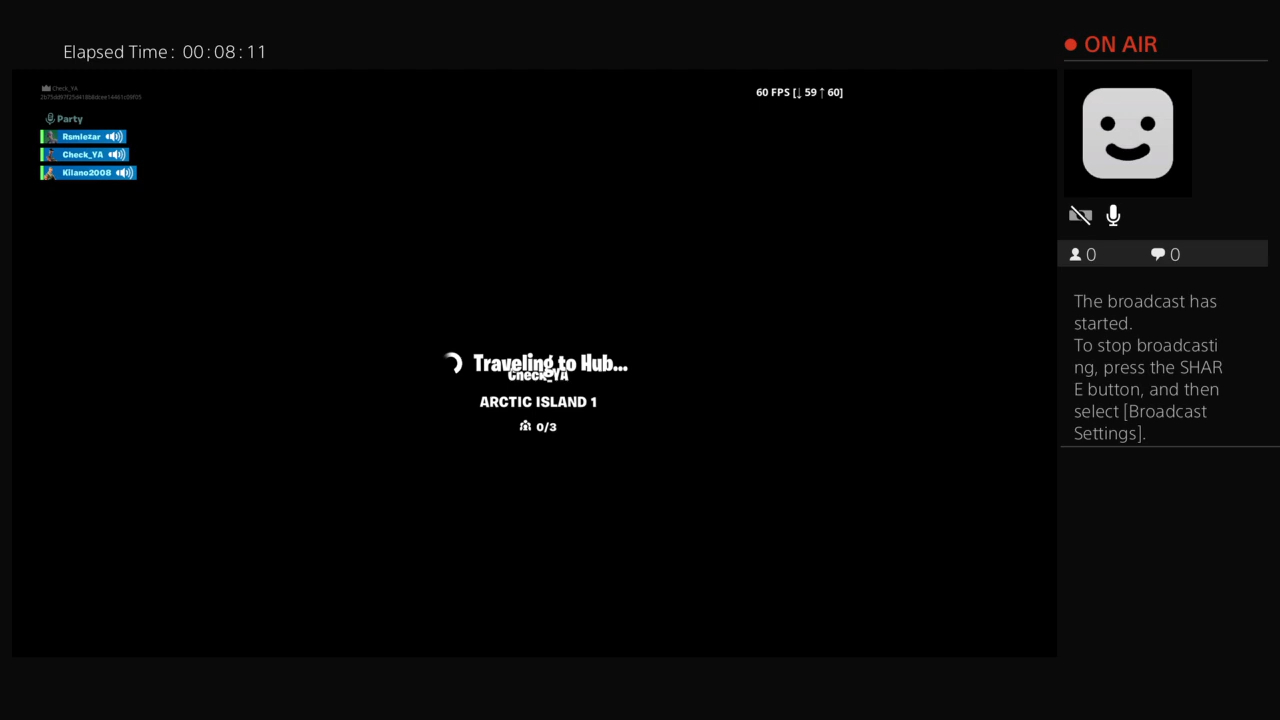 Elapsed Time: 00:08:11
ON AIR
Check_YA
60 FPS [↓ 59 ↑ 60]
Party
Rsmlezar
Check_YA
Kilano2008
0 0
The broadcast has
started.
To stop broadcasti
ng, press the SHAR
E button, and then
select [Broadcast
Settings].
Traveling to Hub...
Check_YA
ARCTIC ISLAND 1
0/3